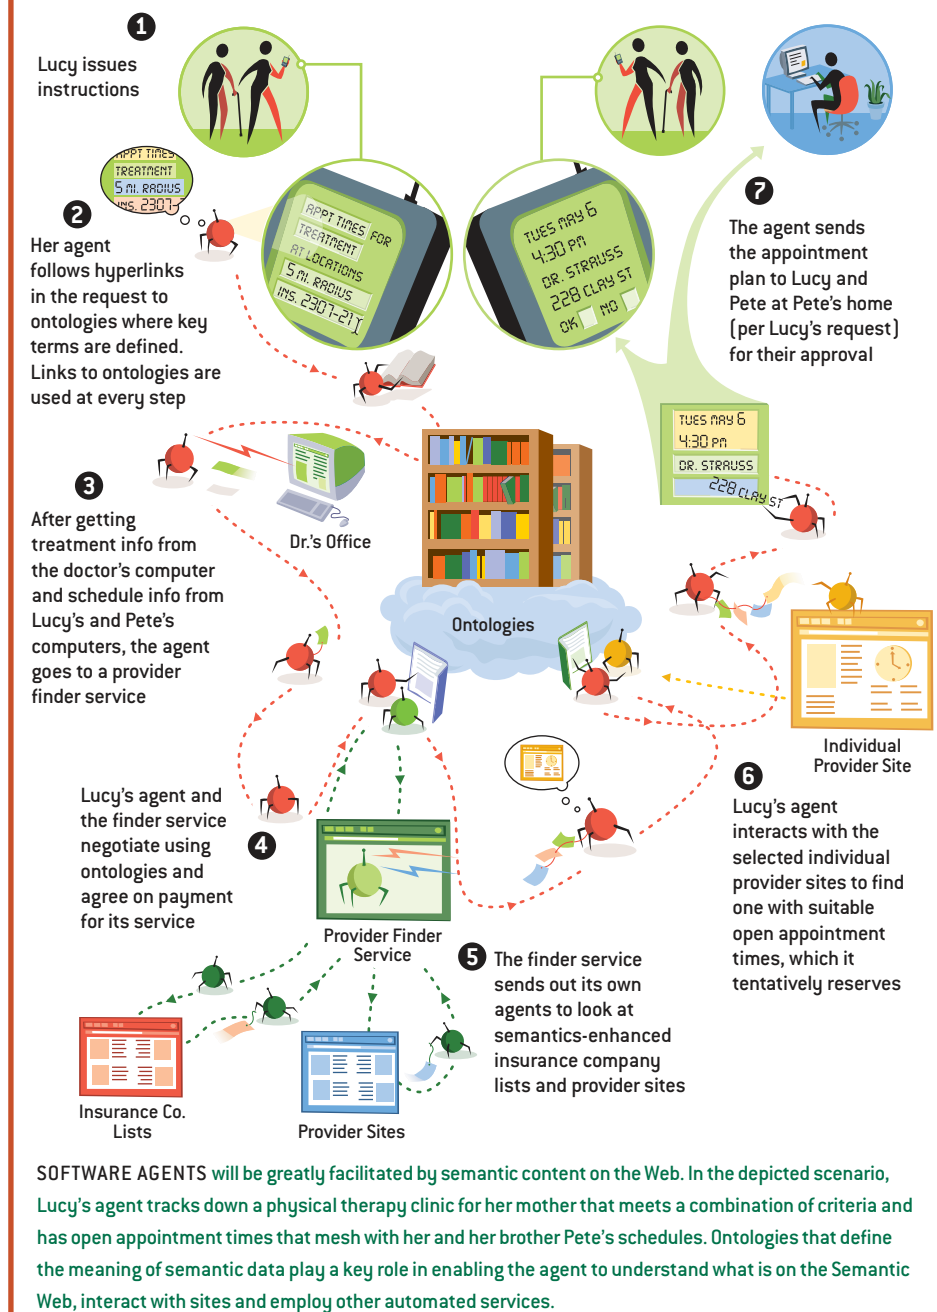 1
Lucy issues
instructions
APPT TIMES
TREATMENT
5 MI. RADIUS
INS. 2307-
2
Her agent
follows hyperlinks
in the request to
ontologies where key
terms are defined.
Links to ontologies are
used at every step
APPT TIMES FOR
TREATMENT
AT LOCATIONS
5 MI. RADIUS
INS. 2307-21
TUES MAY 6
4:30 PM
DR. STRAUSS
228 CLAY ST
OK NO
7
The agent sends
the appointment
plan to Lucy and
Pete at Pete's home
(per Lucy's request)
for their approval
TUES MAY 6
4:30 PM
DR. STRAUSS
228 CLAY ST
3
After getting
treatment info from
the doctor's computer
and schedule info from
Lucy's and Pete's
computers, the agent
goes to a provider
finder service
Dr.'s Office
Ontologies
Individual
Provider Site
Lucy's agent and
the finder service
negotiate using
ontologies and
agree on payment
for its service
4
Provider Finder
Service
5
The finder service
sends out its own
agents to look at
semantics-enhanced
insurance company
lists and provider sites
6
Lucy's agent
interacts with the
selected individual
provider sites to find
one with suitable
open appointment
times, which it
tentatively reserves
Insurance Co.
Lists
Provider Sites
SOFTWARE AGENTS will be greatly facilitated by semantic content on the Web. In the depicted scenario,
Lucy's agent tracks down a physical therapy clinic for her mother that meets a combination of criteria and
has open appointment times that mesh with her and her brother Pete's schedules. Ontologies that define
the meaning of semantic data play a key role in enabling the agent to understand what is on the Semantic
Web, interact with sites and employ other automated services.